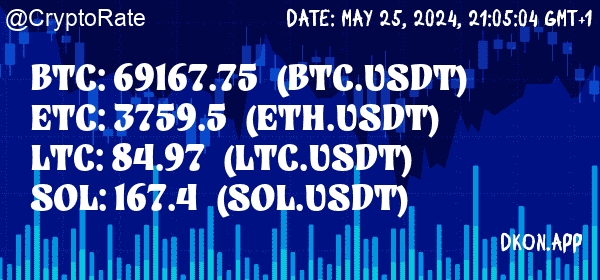 @CryptoRate
DATE: MAY 25, 2024, 21:05:04 GMT+1
BTC: 69167.75 (BTC.USDT)
ETC: 3759.5 (ETH.USDT)
LTC: 84.97 (LTC.USDT)
SOL: 167.4 (SOL.USDT)
DKON.APP